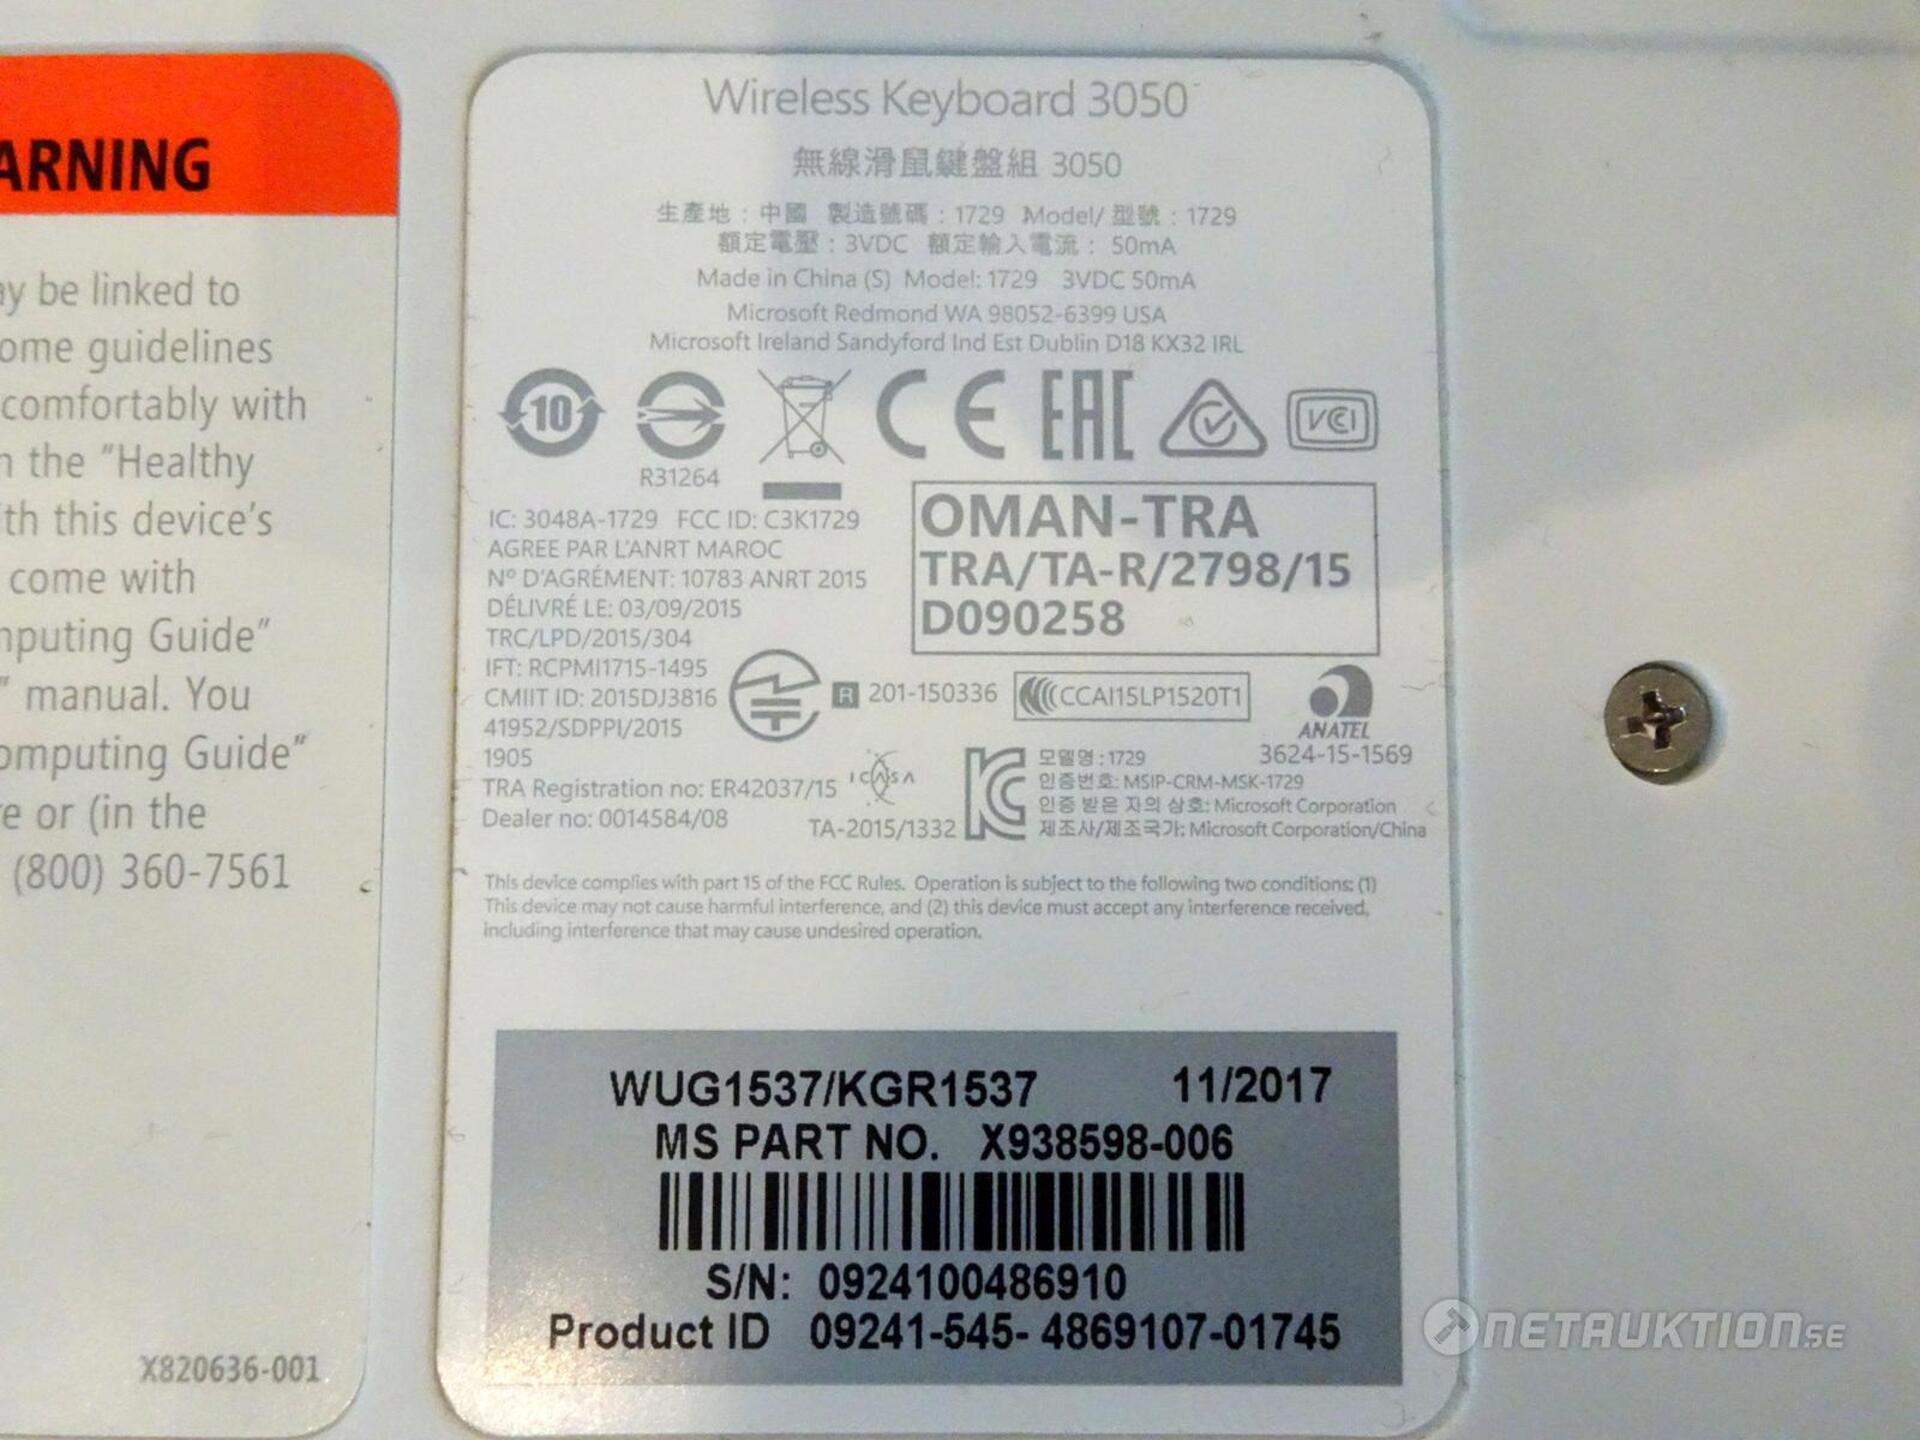 ARNING
ay be linked to
ome guidelines
comfortably with
n the "Healthy
ith this device's
come with
mputing Guide"
" manual. You
omputing Guide"
re or (in the
(800) 360-7561
X820636-001
Wireless Keyboard 3050
無線滑鼠鍵盤組 3050
生產地：中國 製造號碼：1729 Model/ 型號：1729
額定電壓：3VDC 額定輸入電流： 50mA
Made in China (S) Model: 1729 3VDC 50mA
Microsoft Redmond WA 98052-6399 USA
Microsoft Ireland Sandyford Ind Est Dublin D18 KX32 IRL
10
R31264
CE
EAC
VCCI
IC: 3048A-1729 FCC ID: C3K1729
AGREE PAR L'ANRT MAROC
N° D'AGRÉMENT: 10783 ANRT 2015
DÉLIVRÉ LE: 03/09/2015
TRC/LPD/2015/304
IFT: RCPMI1715-1495
CMIIT ID: 2015DJ3816
41952/SDPPI/2015
1905
TRA Registration no: ER42037/15
Dealer no: 0014584/08
OMAN-TRA
TRA/TA-R/2798/15
D090258
R 201-150336
CCAI15LP1520T1
ANATEL
3624-15-1569
ICASA
TA-2015/1332
모델명 : 1729
인증번호: MSIP-CRM-MSK-1729
인증 받은 자의 상호: Microsoft Corporation
제조사/제조국가: Microsoft Corporation/China
This device complies with part 15 of the FCC Rules. Operation is subject to the following two conditions: (1)
This device may not cause harmful interference, and (2) this device must accept any interference received,
including interference that may cause undesired operation.
WUG1537/KGR1537 11/2017
MS PART NO. X938598-006
S/N: 0924100486910
Product ID 09241-545- 4869107-01745
NETAUKTION.SE